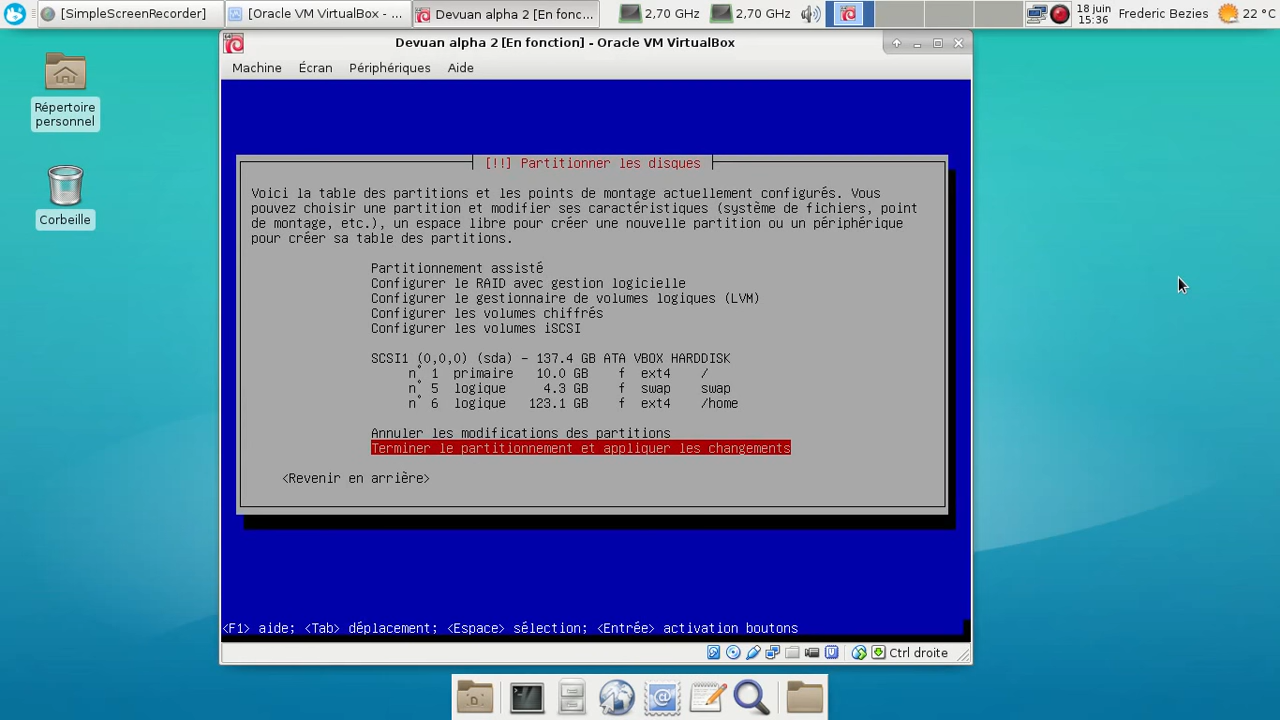 [SimpleScreenRecorder]
[Oracle VM VirtualBox - ...
Devuan alpha 2 [En fonc...
2,70 GHz
2,70 GHz
18 juin
15:36
Frederic Bezies
22 °C
Devuan alpha 2 [En fonction] - Oracle VM VirtualBox
Machine Écran Périphériques Aide
Répertoire
personnel
Corbeille
[!!] Partitionner les disques
Voici la table des partitions et les points de montage actuellement configurés. Vous
pouvez choisir une partition et modifier ses caractéristiques (système de fichiers, point
de montage, etc.), un espace libre pour créer une nouvelle partition ou un périphérique
pour créer sa table des partitions.
Partitionnement assisté
Configurer le RAID avec gestion logicielle
Configurer le gestionnaire de volumes logiques (LVM)
Configurer les volumes chiffrés
Configurer les volumes iSCSI
SCSI1 (0,0,0) (sda) - 137.4 GB ATA VBOX HARDDISK
n° 1 primaire 10.0 GB f ext4 /
n° 5 logique 4.3 GB f swap swap
n° 6 logique 123.1 GB f ext4 /home
Annuler les modifications des partitions
Terminer le partitionnement et appliquer les changements
<Revenir en arrière>
<F1> aide; <Tab> déplacement; <Espace> sélection; <Entrée> activation boutons
Ctrl droite